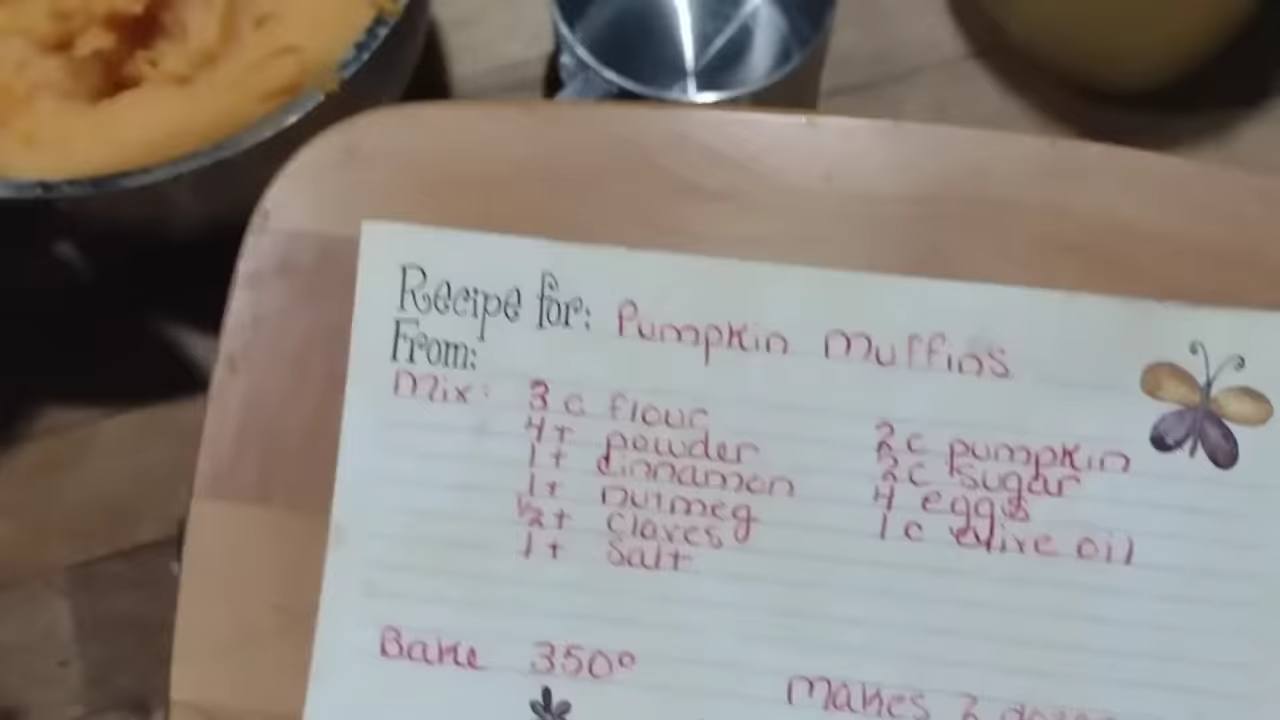 Recipe for: Pumpkin Muffins
From:
Mix: 3 c flour
4 t powder
1 t cinnamon
1 t nutmeg
1/2 t cloves
1 t salt
2 c pumpkin
2 c sugar
4 eggs
1 c olive oil
Bake 350°
Makes